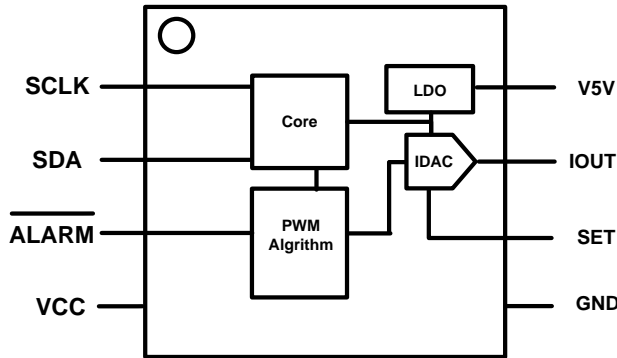 SCLK
SDA
ALARM
VCC
Core
PWM
Algrithm
LDO
IDAC
V5V
IOUT
SET
GND